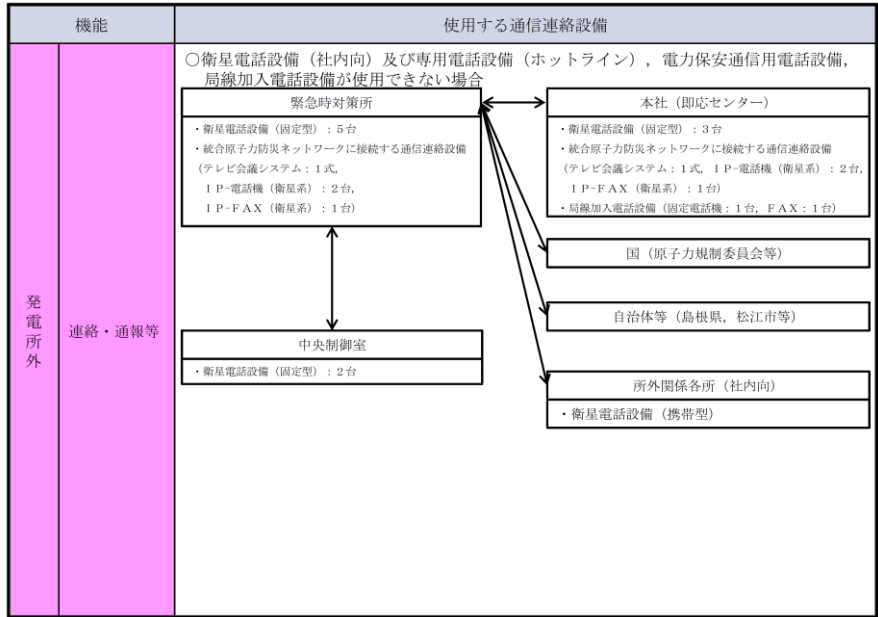 機能
使用する通信連絡設備
発電所外
連絡・通報等
○衛星電話設備（社内向）及び専用電話設備（ホットライン），電力保安通信用電話設備，
局線加入電話設備が使用できない場合
緊急時対策所
・衛星電話設備（固定型）：５台
・統合原子力防災ネットワークに接続する通信連絡設備
（テレビ会議システム：１式，
ＩＰ-電話機（衛星系）：２台，
ＩＰ-ＦＡＸ（衛星系）：１台）
本社（即応センター）
・衛星電話設備（固定型）：３台
・統合原子力防災ネットワークに接続する通信連絡設備
（テレビ会議システム：１式，ＩＰ-電話機（衛星系）：２台，
ＩＰ-ＦＡＸ（衛星系）：１台）
・局線加入電話設備（固定電話機：１台，ＦＡＸ：１台）
国（原子力規制委員会等）
自治体等（島根県，松江市等）
中央制御室
・衛星電話設備（固定型）：２台
所外関係各所（社内向）
・衛星電話設備（携帯型）